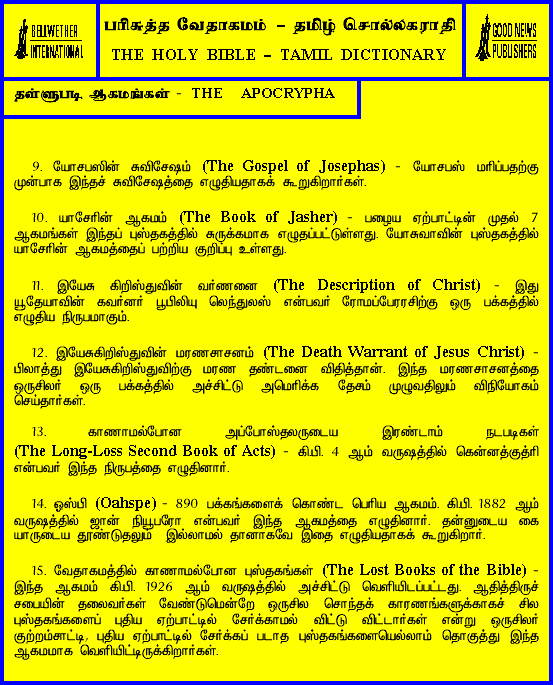 BELLWETHER
INTERNATIONAL
பரிசுத்த வேதாகமம் – தமிழ் சொல்லகராதி
THE HOLY BIBLE – TAMIL DICTIONARY
GOOD NEWS
PUBLISHERS
தள்ளுபடி ஆகமங்கள் - THE APOCRYPHA
9. யோசபஸின் சுவிசேஷம் (The Gospel of Josephas) - யோசபஸ் மரிப்பதற்கு
முன்பாக இந்தச் சுவிசேஷத்தை எழுதியதாகக் கூறுகிறார்கள்.
10. யாசேரின் ஆகமம் (The Book of Jasher) - பழைய ஏற்பாட்டின் முதல் 7
ஆகமங்கள் இந்தப் புஸ்தகத்தில் சுருக்கமாக எழுதப்பட்டுள்ளது. யோசுவாவின் புஸ்தகத்தில்
யாசேரின் ஆகமத்தைப் பற்றிய குறிப்பு உள்ளது.
11. இயேசு கிறிஸ்துவின் வர்ணனை (The Description of Christ) - இது
யூதேயாவின் கவர்னர் பூபிலியு லெந்துலஸ் என்பவர் ரோமப்பேரரசிற்கு ஒரு பக்கத்தில்
எழுதிய நிருபமாகும்.
12. இயேசுகிறிஸ்துவின் மரணசாசனம் (The Death Warrant of Jesus Christ) -
பிலாத்து இயேசுகிறிஸ்துவிற்கு மரண தண்டனை விதித்தான். இந்த மரணசாசனத்தை
ஒருசிலர் ஒரு பக்கத்தில் அச்சிட்டு அமெரிக்க தேசம் முழுவதிலும் விநியோகம்
செய்தார்கள்.
13. காணாமல்போன அப்போஸ்தலருடைய இரண்டாம் நடபடிகள்
(The Long-Loss Second Book of Acts) - கி.பி. 4 ஆம் வருஷத்தில் கென்னத்குத்ரி
என்பவர் இந்த நிருபத்தை எழுதினார்.
14. ஓஸ்பி (Oahspe) - 890 பக்கங்களைக் கொண்ட பெரிய ஆகமம். கி.பி. 1882 ஆம்
வருஷத்தில் ஜான் நியூபரோ என்பவர் இந்த ஆகமத்தை எழுதினார். தன்னுடைய கை
யாருடைய தூண்டுதலும் இல்லாமல் தானாகவே இதை எழுதியதாகக் கூறுகிறார்.
15. வேதாகமத்தில் காணாமல்போன புஸ்தகங்கள் (The Lost Books of the Bible) -
இந்த ஆகமம் கி.பி. 1926 ஆம் வருஷத்தில் அச்சிட்டு வெளியிடப்பட்டது. ஆதித்திருச்
சபையின் தலைவர்கள் வேண்டுமென்றே ஒருசில சொந்தக் காரணங்களுக்காகச் சில
புஸ்தகங்களைப் புதிய ஏற்பாட்டில் சேர்க்காமல் விட்டு விட்டார்கள் என்று ஒருசிலர்
குற்றம்சாட்டி, புதிய ஏற்பாட்டில் சேர்க்கப் படாத புஸ்தகங்களையெல்லாம் தொகுத்து இந்த
ஆகமமாக வெளியிட்டிருக்கிறார்கள்.